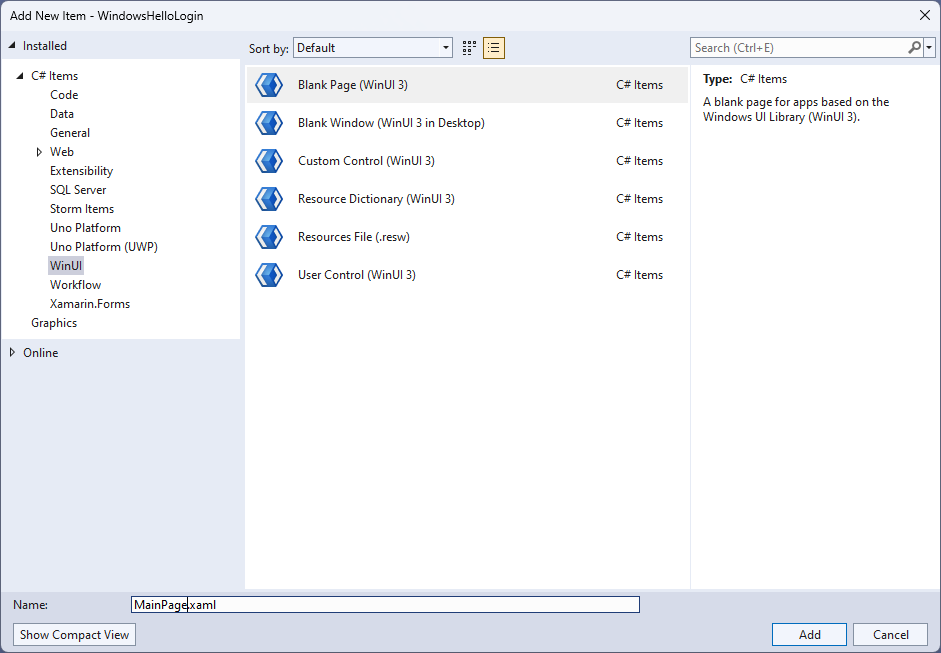 Add New Item - WindowsHelloLogin
Installed
C# Items
Code
Data
General
Web
Extensibility
SQL Server
Storm Items
Uno Platform
Uno Platform (UWP)
WinUI
Workflow
Xamarin.Forms
Graphics
Online
Sort by: Default
Blank Page (WinUI 3) C# Items
Blank Window (WinUI 3 in Desktop) C# Items
Custom Control (WinUI 3) C# Items
Resource Dictionary (WinUI 3) C# Items
Resources File (.resw) C# Items
User Control (WinUI 3) C# Items
Search (Ctrl+E)
Type: C# Items
A blank page for apps based on the
Windows UI Library (WinUI 3).
Name: MainPage.xaml
Show Compact View
Add Cancel